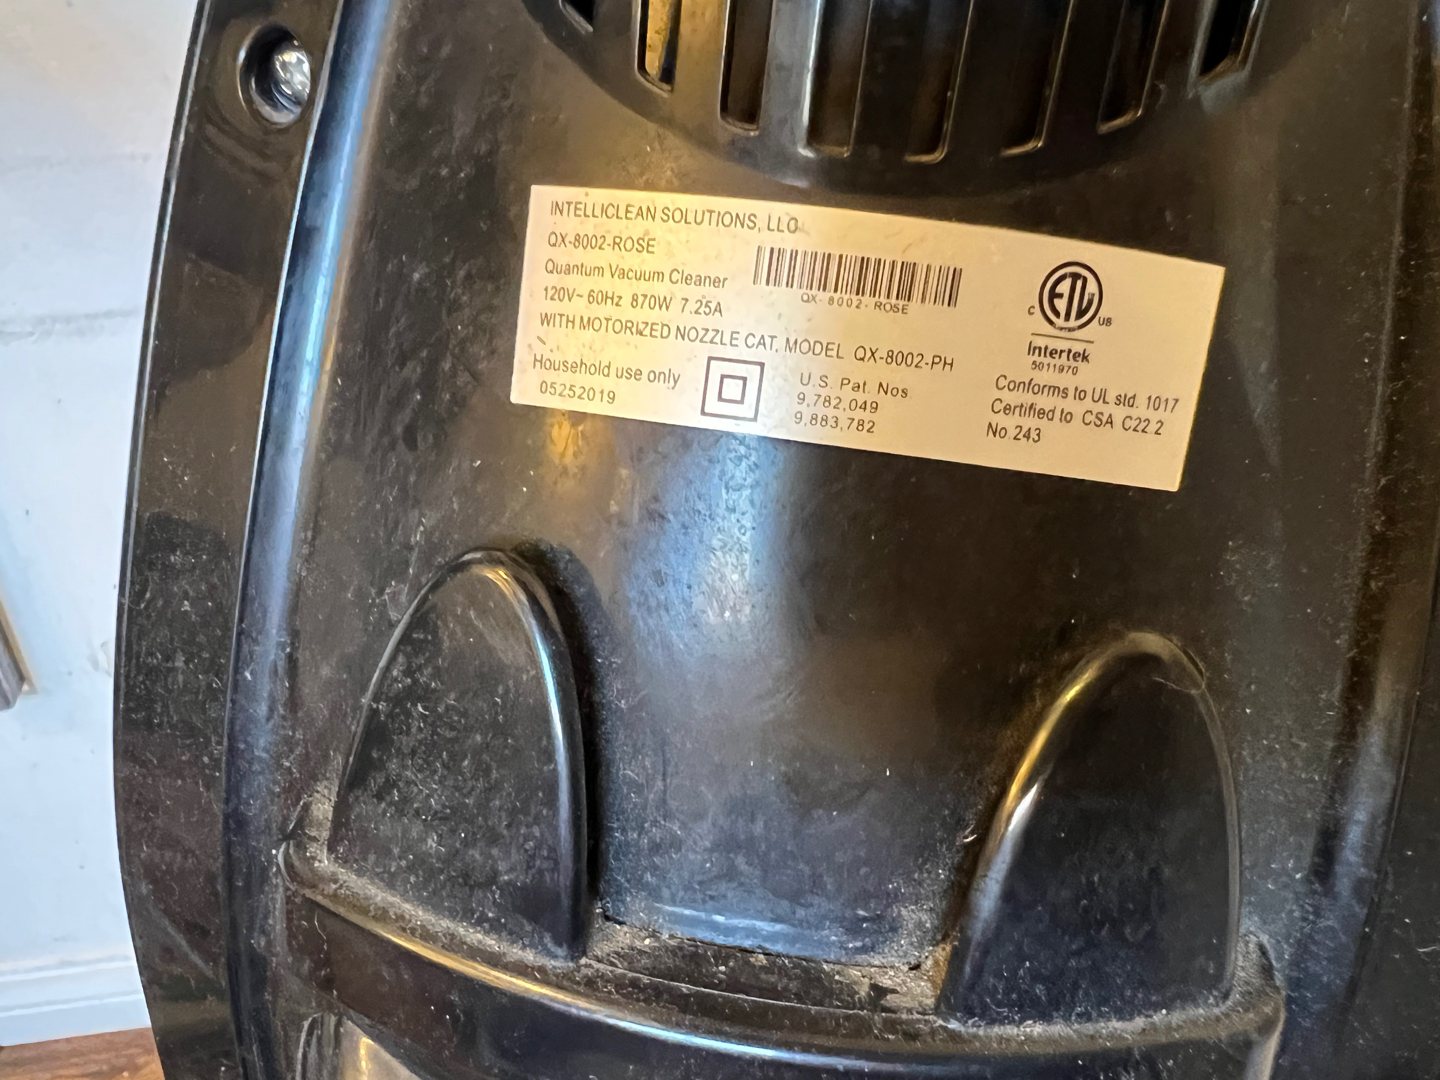 INTELLICLEAN SOLUTIONS, LLC
QX-8002-ROSE
Quantum Vacuum Cleaner
120V~ 60Hz 870W 7.25A
WITH MOTORIZED NOZZLE CAT. MODEL QX-8002-PH
Household use only
05252019
QX-8002-ROSE
U.S. Pat. Nos
9,782,049
9,883,782
ETL
c us
Intertek
5011970
Conforms to UL std. 1017
Certified to CSA C22.2
No.243